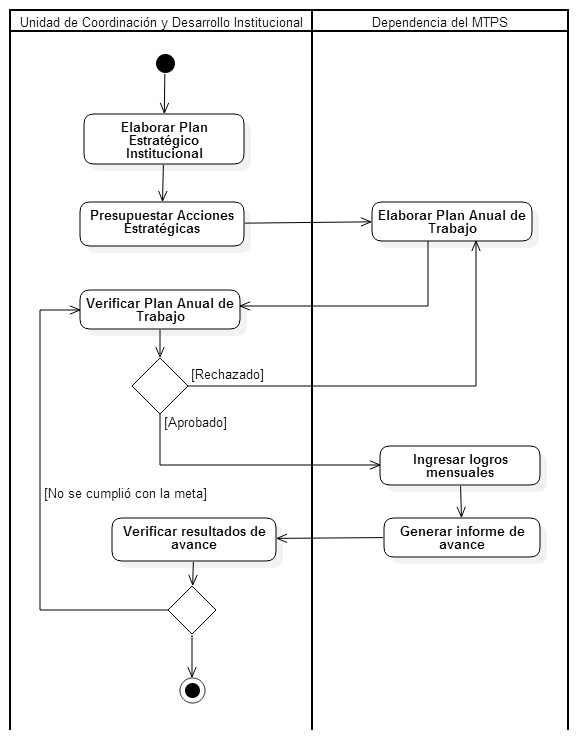 Unidad de Coordinación y Desarrollo Institucional
Dependencia del MTPS
Elaborar Plan
Estratégico
Institucional
Presupuestar Acciones
Estratégicas
Elaborar Plan Anual de
Trabajo
Verificar Plan Anual de
Trabajo
[Rechazado]
[Aprobado]
Ingresar logros
mensuales
[No se cumplió con la meta]
Verificar resultados de
avance
Generar informe de
avance